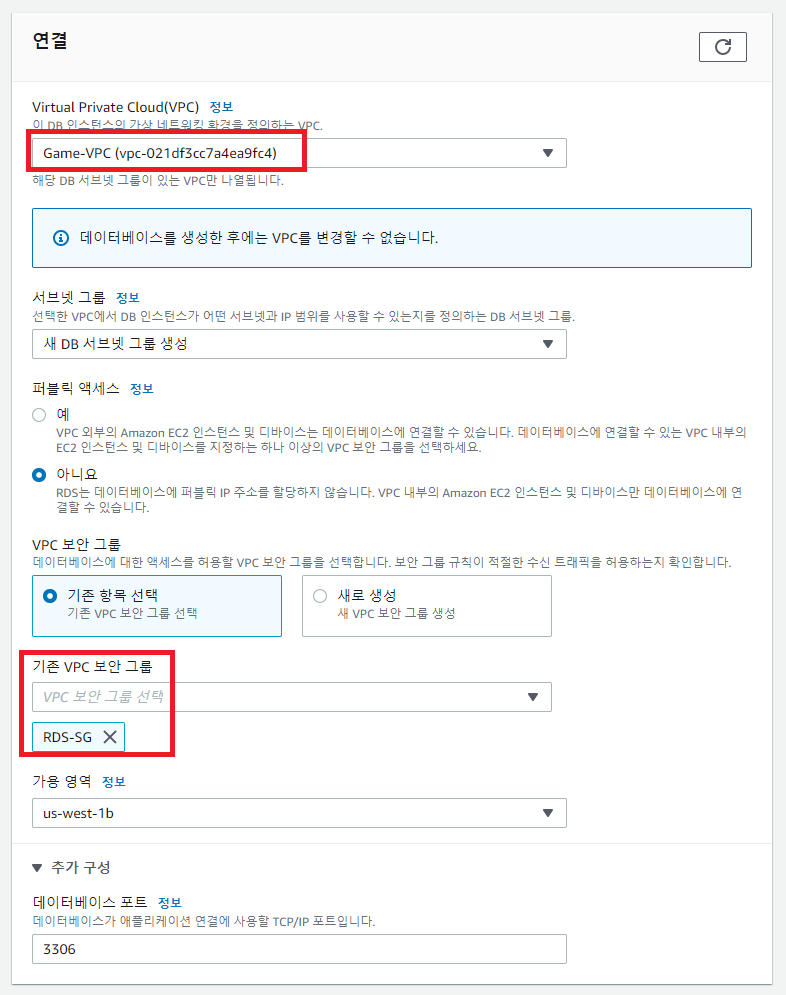 연결
Virtual Private Cloud(VPC) 정보
이 DB 인스턴스의 가상 네트워킹 환경을 정의하는 VPC.
Game-VPC (vpc-021df3cc7a4ea9fc4)
해당 DB 서브넷 그룹이 있는 VPC만 나열됩니다.
데이터베이스를 생성한 후에는 VPC를 변경할 수 없습니다.
서브넷 그룹 정보
선택한 VPC에서 DB 인스턴스가 어떤 서브넷과 IP 범위를 사용할 수 있는지를 정의하는 DB 서브넷 그룹.
새 DB 서브넷 그룹 생성
퍼블릭 액세스 정보
예
VPC 외부의 Amazon EC2 인스턴스 및 디바이스는 데이터베이스에 연결할 수 있습니다. 데이터베이스에 연결할 수 있는 VPC 내부의
EC2 인스턴스 및 디바이스를 지정하는 하나 이상의 VPC 보안 그룹을 선택하세요.
아니요
RDS는 데이터베이스에 퍼블릭 IP 주소를 할당하지 않습니다. VPC 내부의 Amazon EC2 인스턴스 및 디바이스만 데이터베이스에 연
결할 수 있습니다.
VPC 보안 그룹
데이터베이스에 대한 액세스를 허용할 VPC 보안 그룹을 선택합니다. 보안 그룹 규칙이 적절한 수신 트래픽을 허용하는지 확인합니다.
기존 항목 선택
기존 VPC 보안 그룹 선택
새로 생성
새 VPC 보안 그룹 생성
기존 VPC 보안 그룹
VPC 보안 그룹 선택
RDS-SG
가용 영역 정보
us-west-1b
추가 구성
데이터베이스 포트 정보
데이터베이스가 애플리케이션 연결에 사용할 TCP/IP 포트입니다.
3306